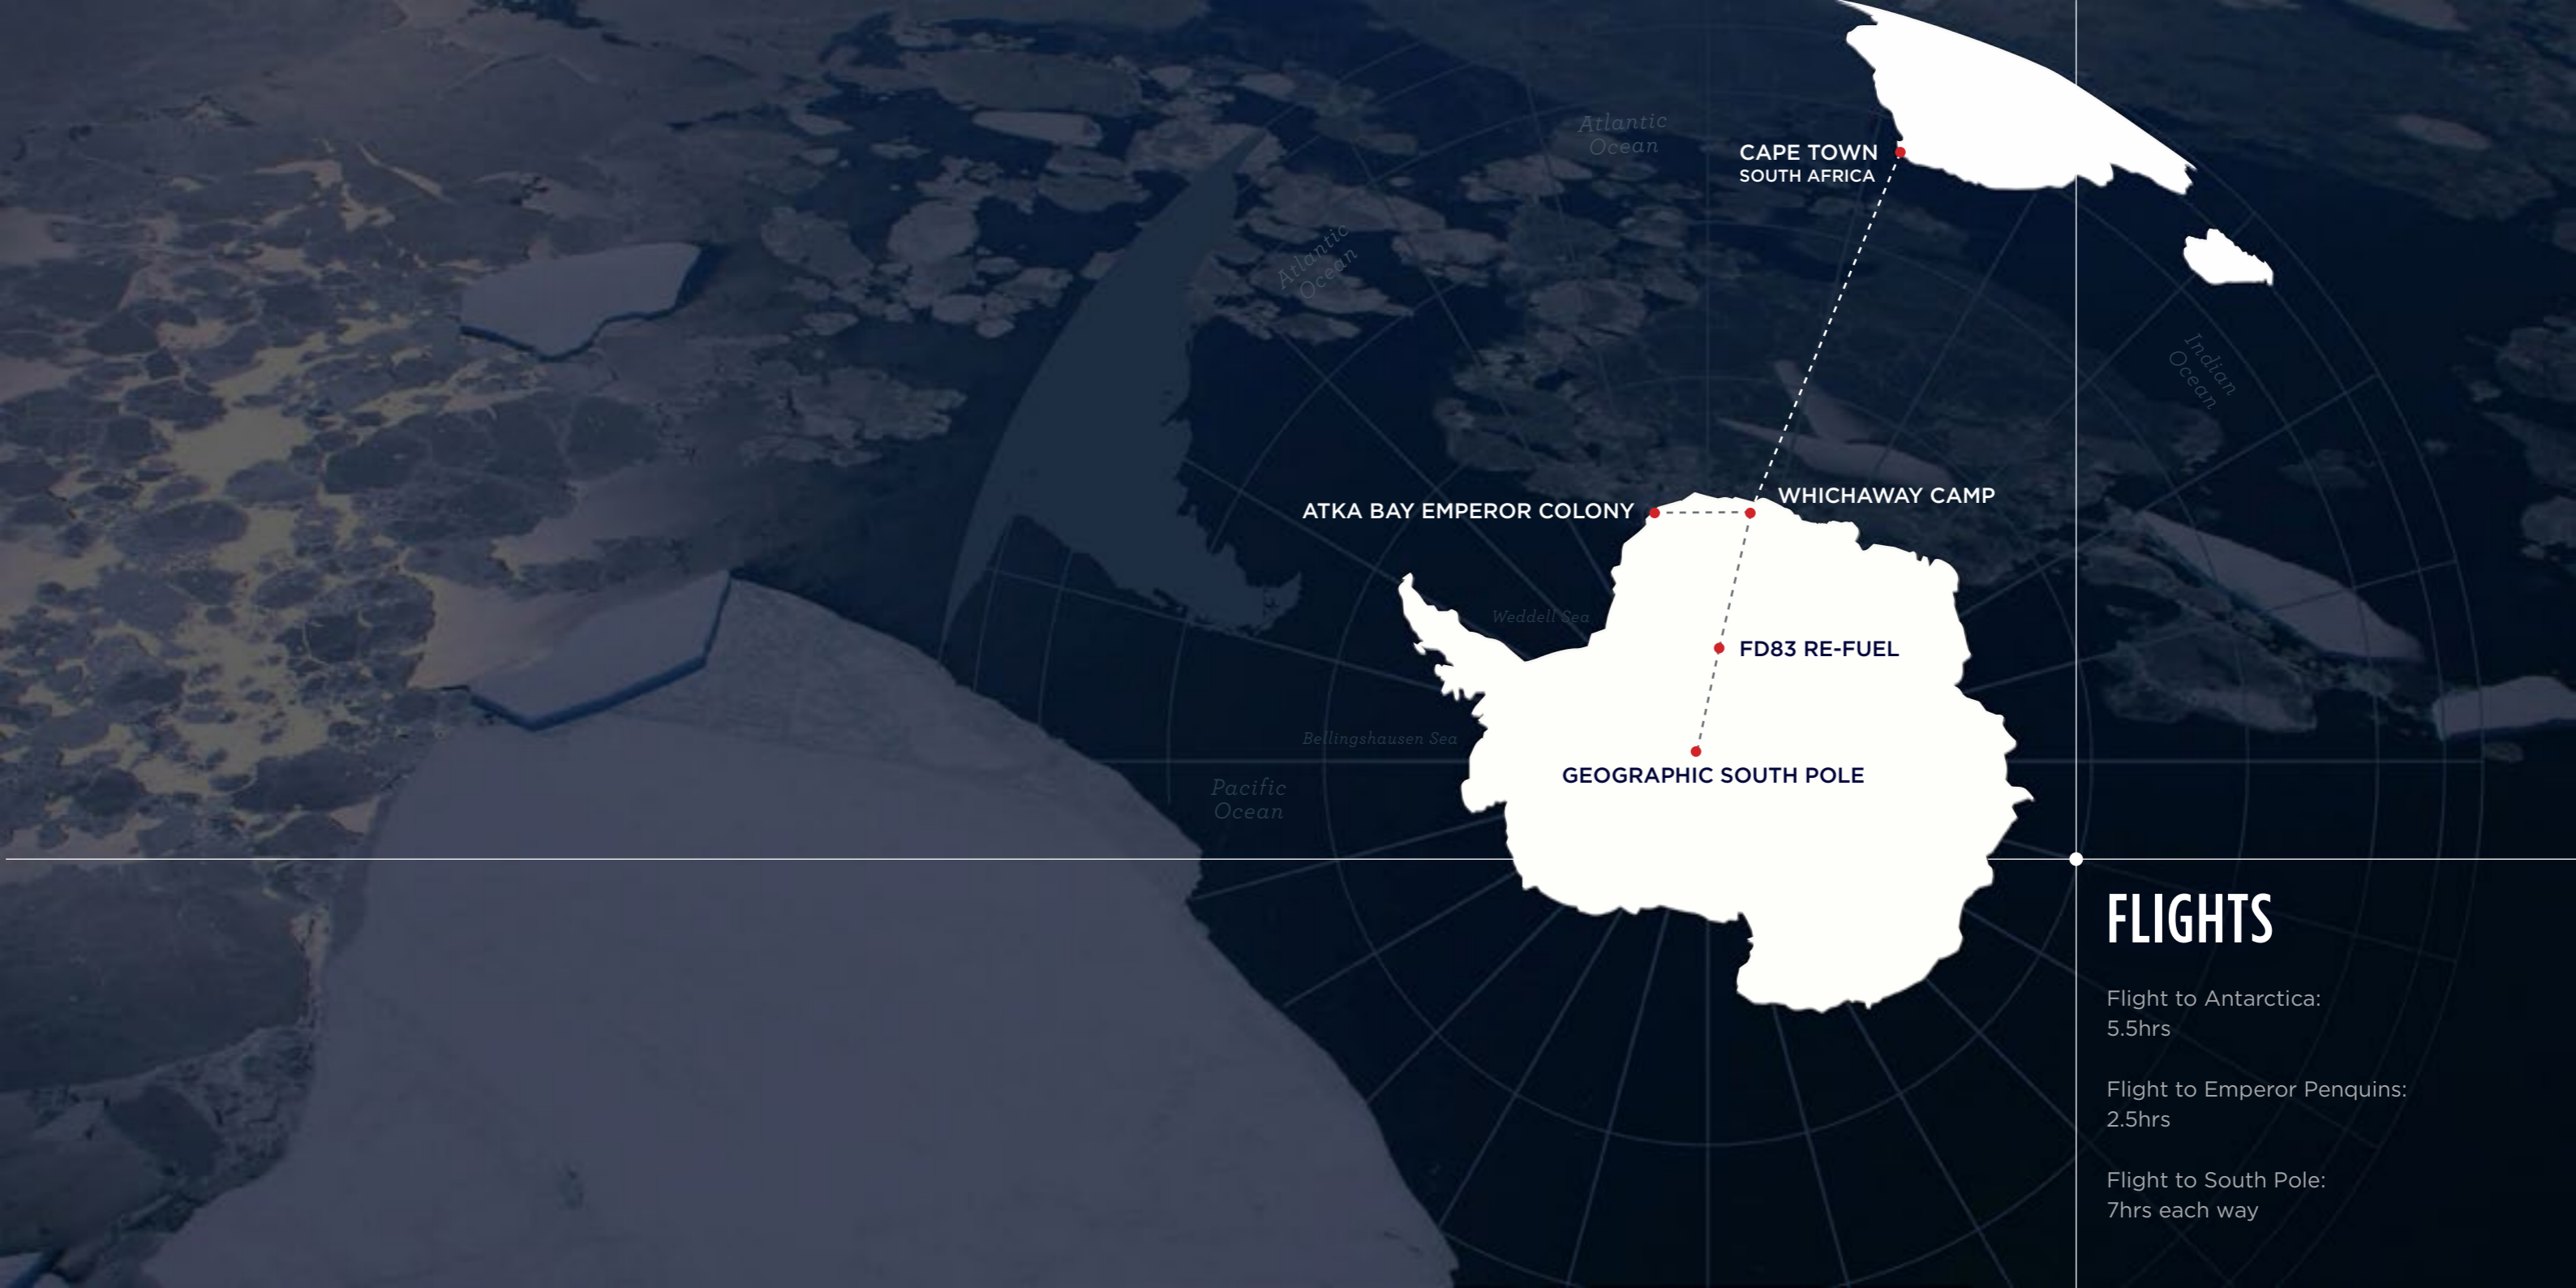 Atlantic
Ocean
CAPE TOWN
SOUTH AFRICA
Atlantic
Ocean
Indian
Ocean
WHICHAWAY CAMP
ATKA BAY EMPEROR COLONY
Weddell Sea
FD83 RE-FUEL
Bellingshausen Sea
GEOGRAPHIC SOUTH POLE
Pacific
Ocean
FLIGHTS
Flight to Antarctica:
5.5hrs
Flight to Emperor Penquins:
2.5hrs
Flight to South Pole:
7hrs each way